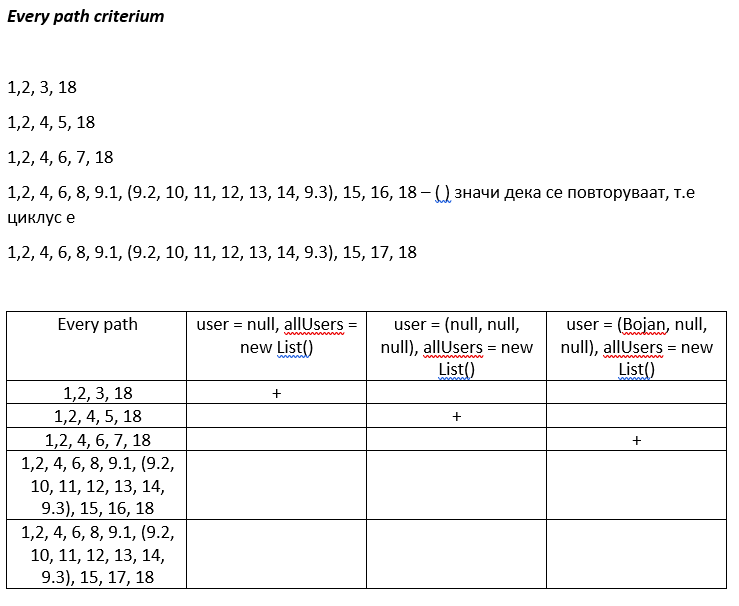 Every path criterium
1,2, 3, 18
1,2, 4, 5, 18
1,2, 4, 6, 7, 18
1,2, 4, 6, 8, 9.1, (9.2, 10, 11, 12, 13, 14, 9.3), 15, 16, 18 – ( ) значи дека се повторуваат, т.е
циклус е
1,2, 4, 6, 8, 9.1, (9.2, 10, 11, 12, 13, 14, 9.3), 15, 17, 18
Every path
user = null, allUsers =
new List()
user = (null, null,
null), allUsers = new
List()
user = (Bojan, null,
null), allUsers = new
List()
1,2, 3, 18
+
1,2, 4, 5, 18
+
1,2, 4, 6, 7, 18
+
1,2, 4, 6, 8, 9.1, (9.2,
10, 11, 12, 13, 14,
9.3), 15, 16, 18
1,2, 4, 6, 8, 9.1, (9.2,
10, 11, 12, 13, 14,
9.3), 15, 17, 18